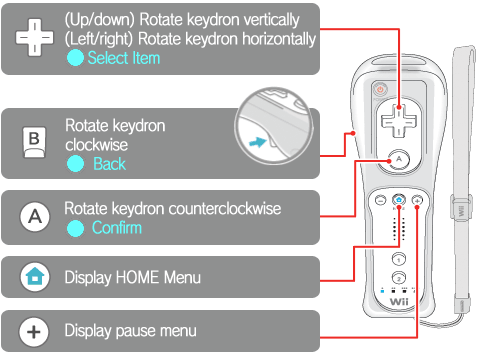 (Up/down) Rotate keydron vertically
(Left/right) Rotate keydron horizontally
Select Item
B
Rotate keydron
clockwise
Back
A
Rotate keydron counterclockwise
Confirm
Display HOME Menu
+
Display pause menu
A
1
2
Wii
Wii